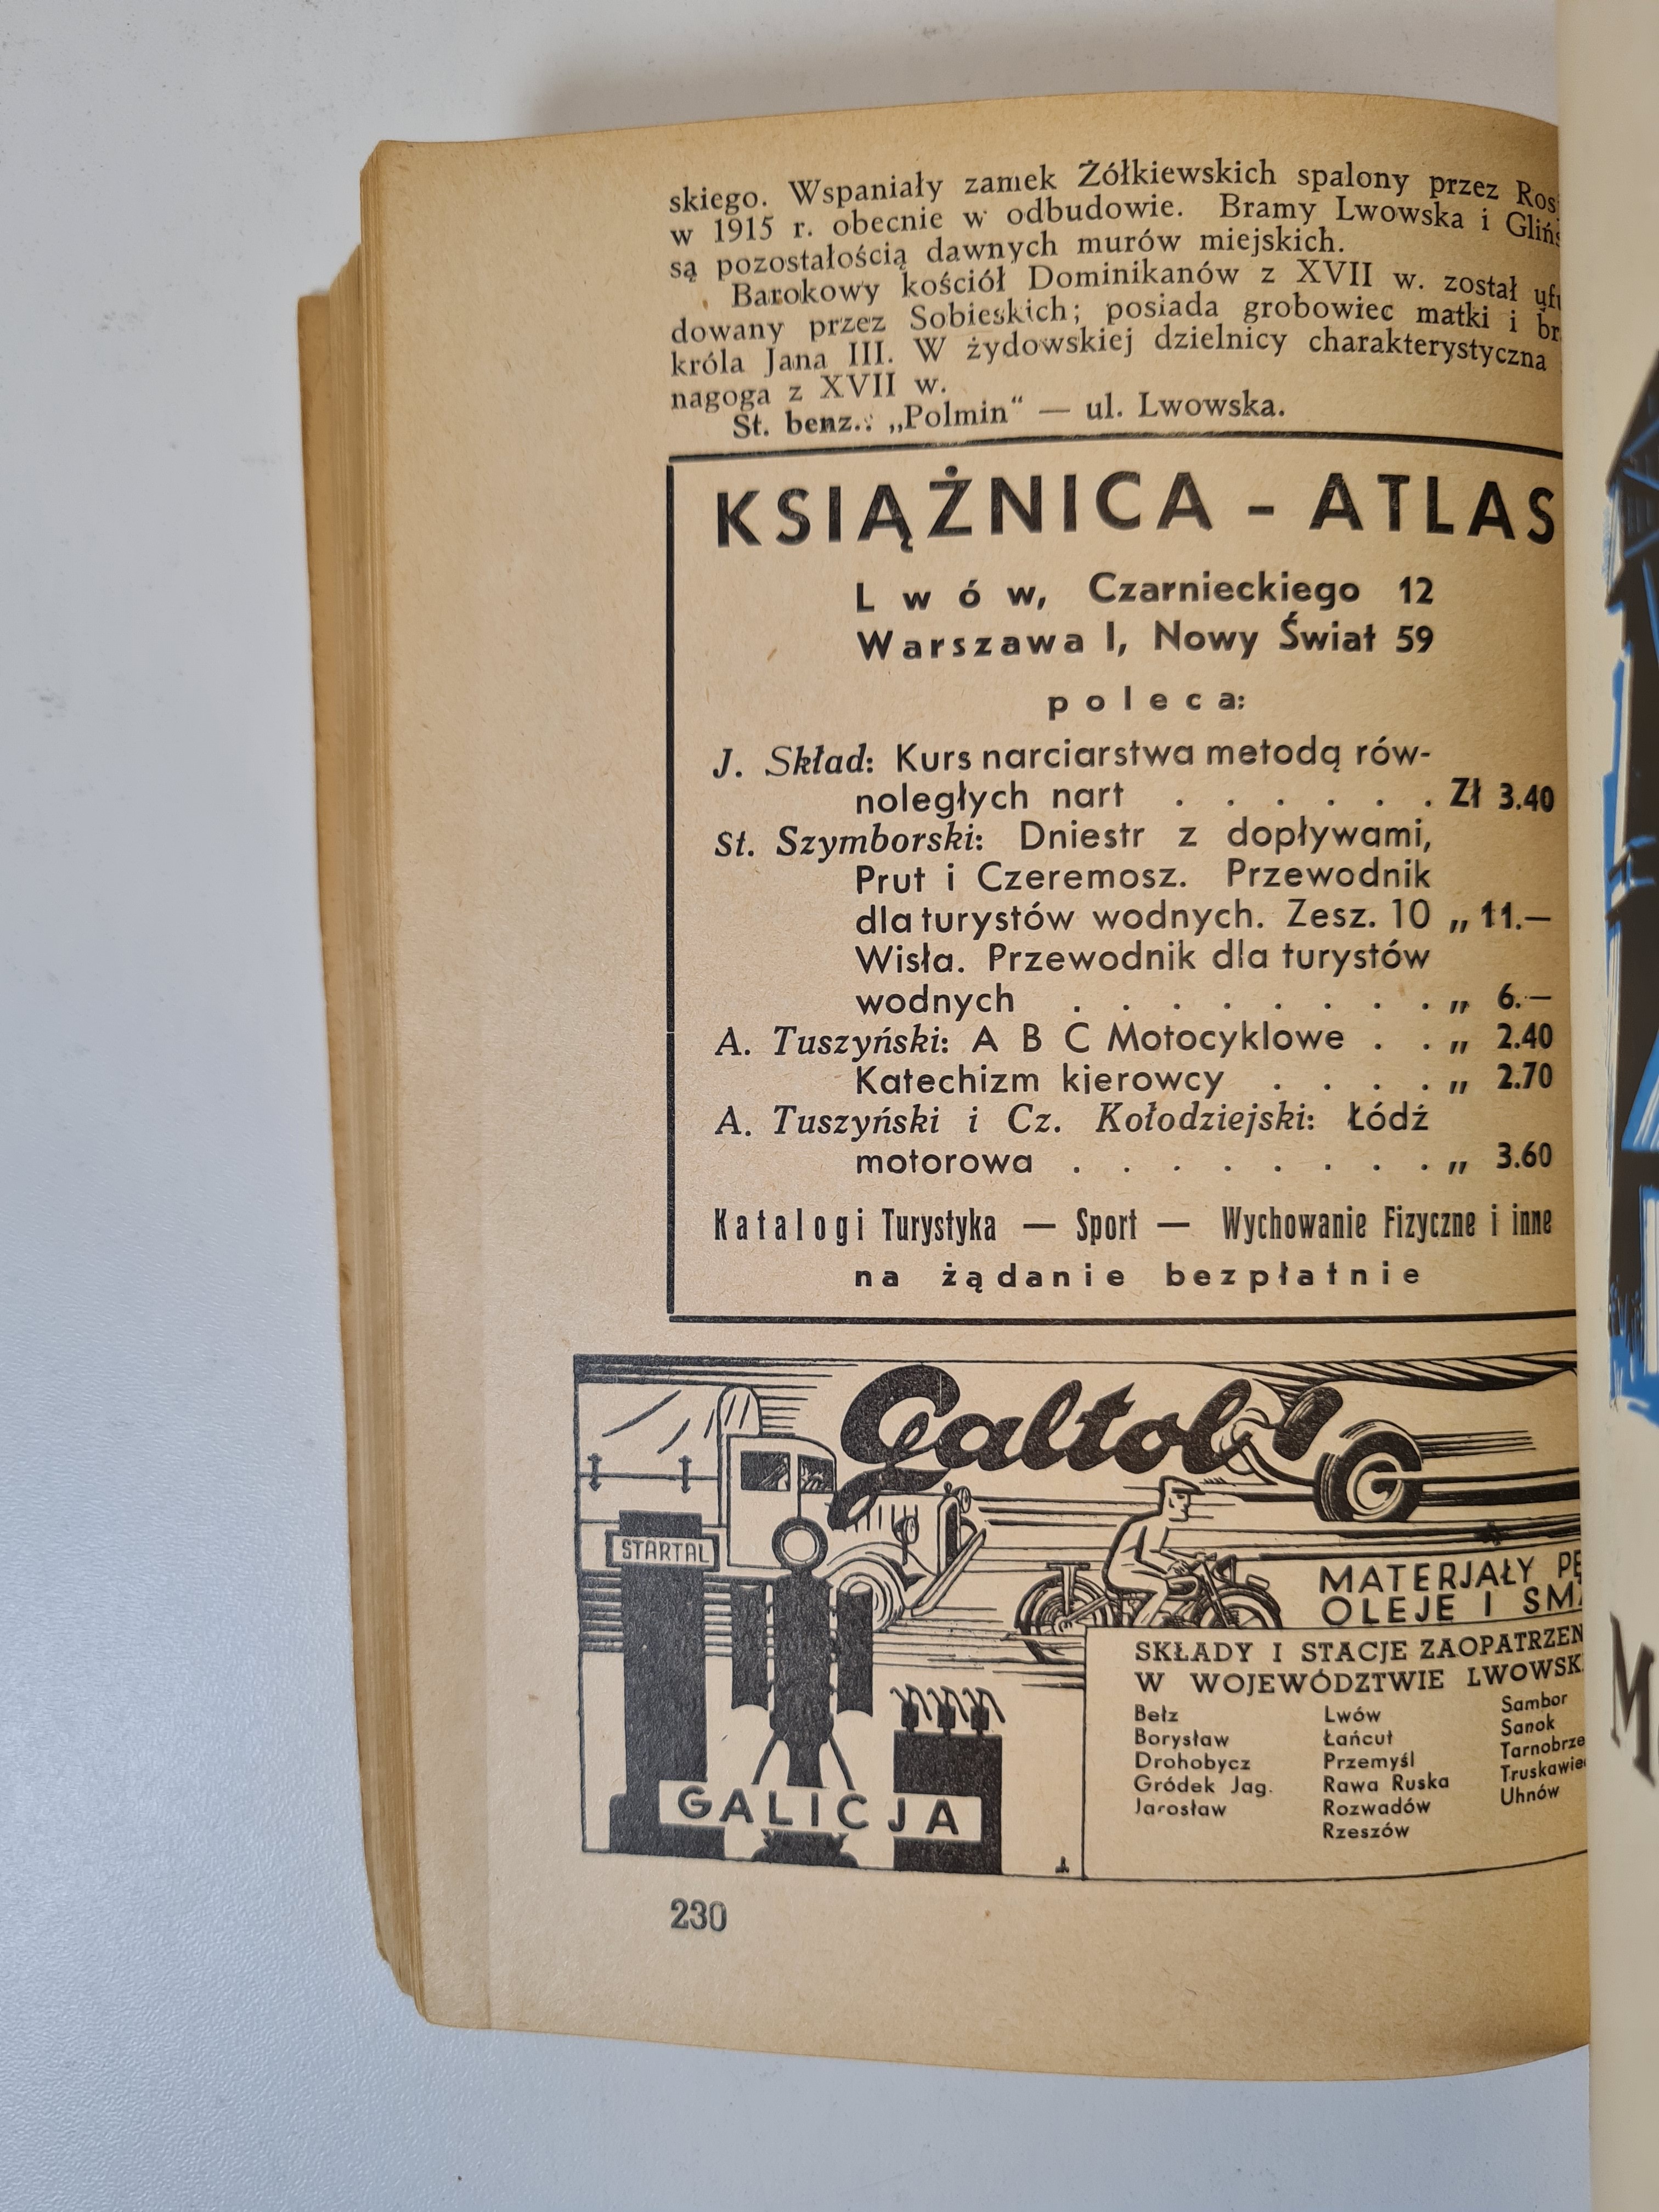 skiego. Wspaniały zamek Żółkiewskich spalony przez
w 1915 r. obecnie w odbudowie. Bramy Lwowska i
są pozostałością dawnych murów miejskich.
Barokowy kościół Dominikanów z XVII w. został
dowany przez Sobieskich; posiada grobowiec matki i
króla Jana III. W żydowskiej dzielnicy charakterystyczna
nagoga z XVII w.
St. benz.: „Polmin“ — ul. Lwowska.
KSIĄŻNICA - ATLAS
Lwów, Czarnieckiego 12
Warszawa I, Nowy Świat 59
poleca:
J. Skład: Kurs narciarstwa metodą rów-
noległych nart . . . . . . Zł 3.40
St. Szymborski: Dniestr z dopływami,
Prut i Czeremosz. Przewodnik
dla turystów wodnych. Zesz. 10 „ 11.—
Wisła. Przewodnik dla turystów
wodnych . . . . . . . . „ 6.—
A. Tuszyński: A B C Motocyklowe . . „ 2.40
Katechizm kierowcy . . . . „ 2.70
A. Tuszyński i Cz. Kołodziejski: Łódź
motorowa . . . . . . . . „ 3.60
Katalogi Turystyka — Sport — Wychowanie Fizyczne i inne
na żądanie bezpłatnie
Galtol
STARTAL
GALICJA
MATERJAŁY
OLEJE I
SKŁADY I STACJE
W WOJEWÓDZTWIE
Bełz
Borysław
Drohobycz
Gródek Jag.
Jarosław
Lwów
Łańcut
Przemyśl
Rawa Ruska
Rozwadów
Rzeszów
Sambor
Sanok
Uhnów
230